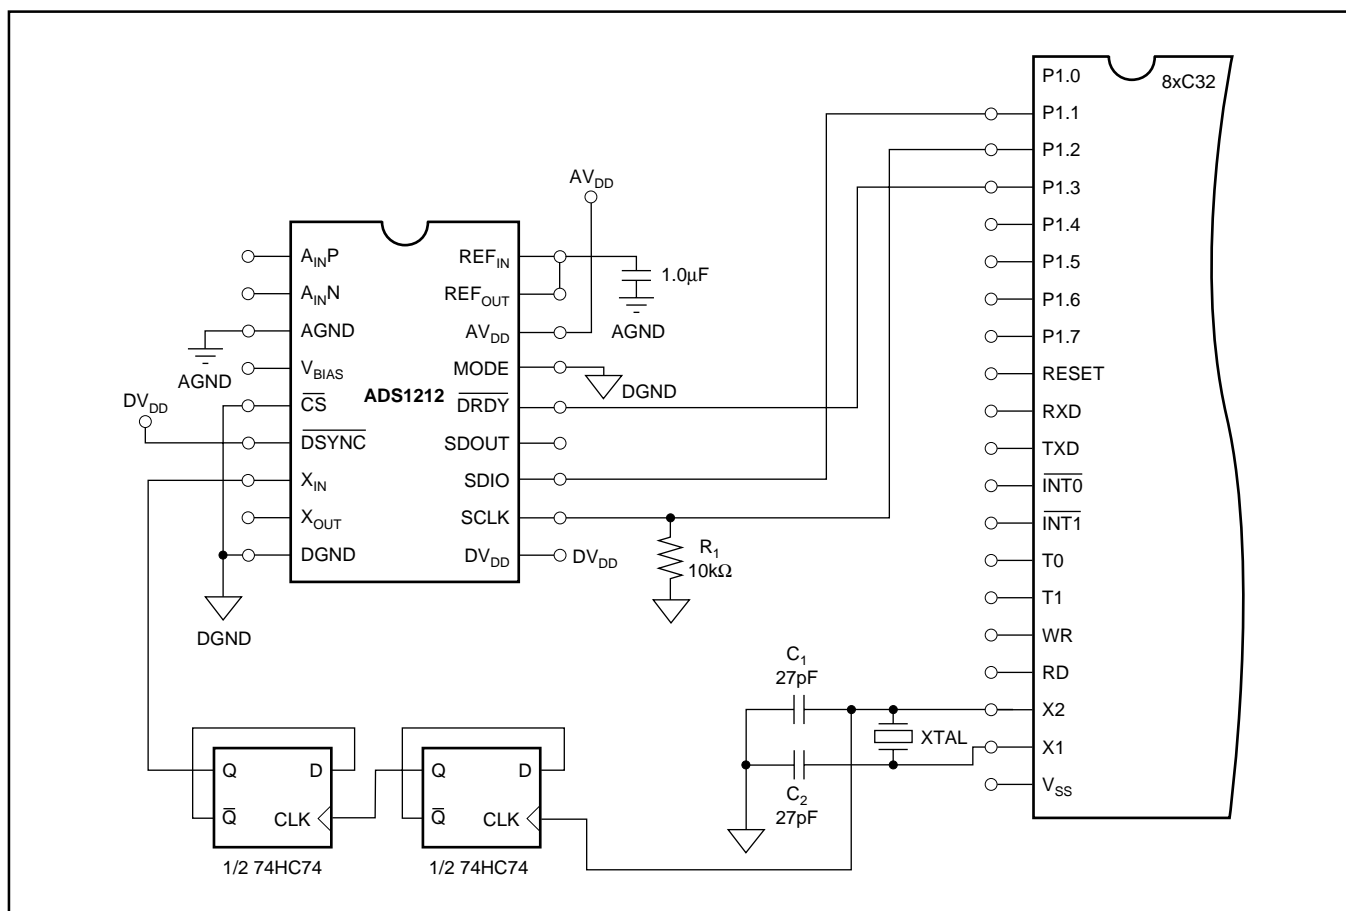 8xC32
P1.0
P1.1
P1.2
P1.3
P1.4
P1.5
P1.6
P1.7
RESET
RXD
TXD
INT0
INT1
T0
T1
WR
RD
X2
X1
VSS
AVDD
AINP
AINN
AGND
VBIAS
CS
DSYNC
XIN
XOUT
DGND
ADS1212
REFIN
REFOUT
AVDD
MODE
DRDY
SDOUT
SDIO
SCLK
DVDD
1.0µF
AGND
DGND
AGND
DVDD
DVDD
R1
10kΩ
DGND
C1
27pF
XTAL
C2
27pF
Q D
Q CLK
1/2 74HC74
Q D
Q CLK
1/2 74HC74